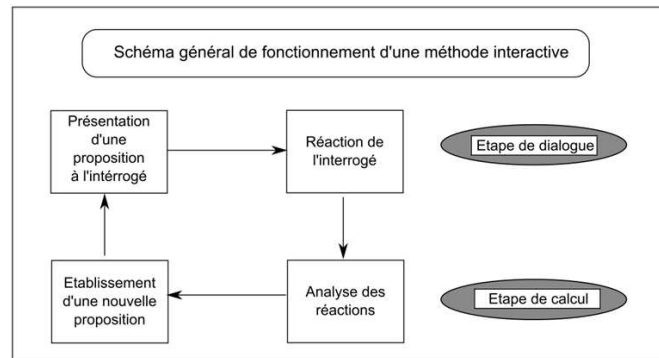 Schéma général de fonctionnement d'une méthode interactive
Présentation
d'une
proposition
à l'intérrogé
Réaction de
l'interrogé
Etape de dialogue
Etablissement
d'une nouvelle
proposition
Analyse des
réactions
Etape de calcul